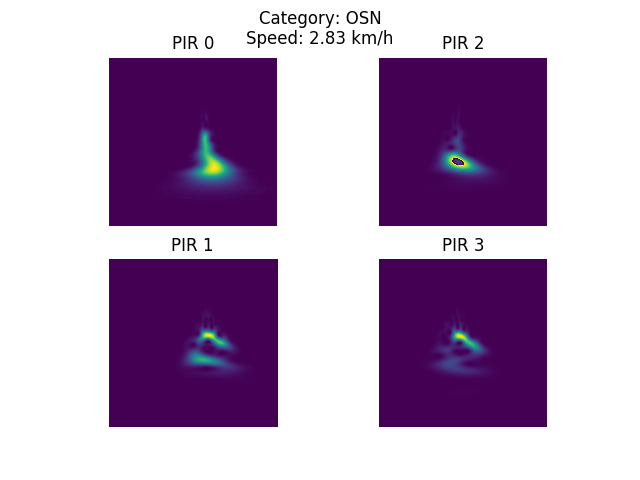 Category: OSN
Speed: 2.83 km/h
PIR 0
PIR 2
PIR 1
PIR 3